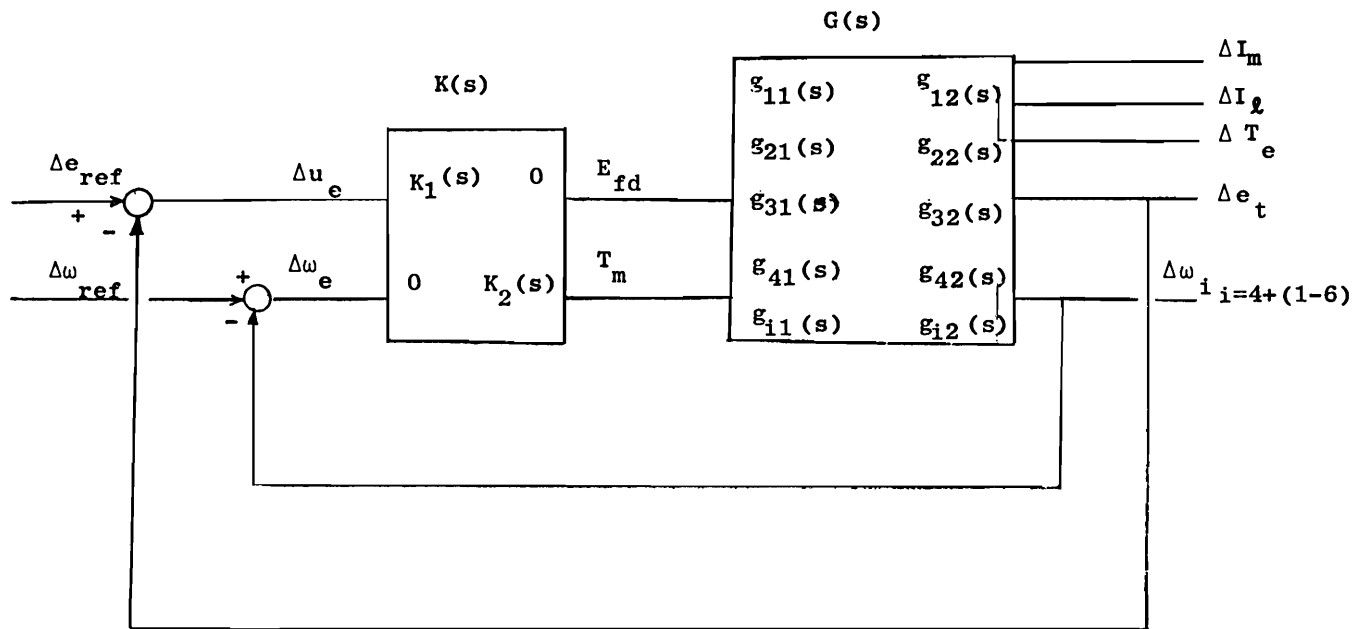 G(s)
K(s)
ΔI_m
ΔI_ℓ
Δ T_e
Δe_t
Δω_i i=4+(1-6)
g_11(s) g_12(s)
g_21(s) g_22(s)
g_31(s) g_32(s)
g_41(s) g_42(s)
g_i1(s) g_i2(s)
Δe_ref
+
-
Δu_e
K_1(s) 0
E_fd
Δω_ref
+
-
Δω_e
0 K_2(s)
T_m